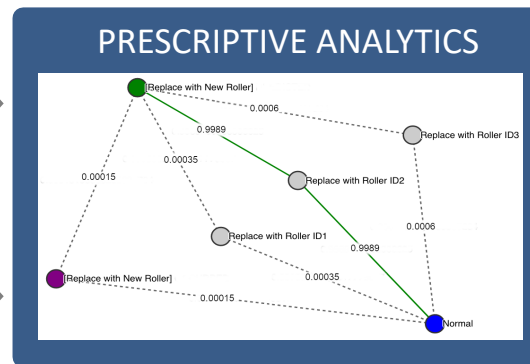 PRESCRIPTIVE ANALYTICS
[Replace with New Roller]
0.0006
0.9989
Replace with Roller ID3
0.00035
0.00015
Replace with Roller ID2
0.0006
Replace with Roller ID1
0.9989
0.00035
[Replace with New Roller]
0.00015
Normal